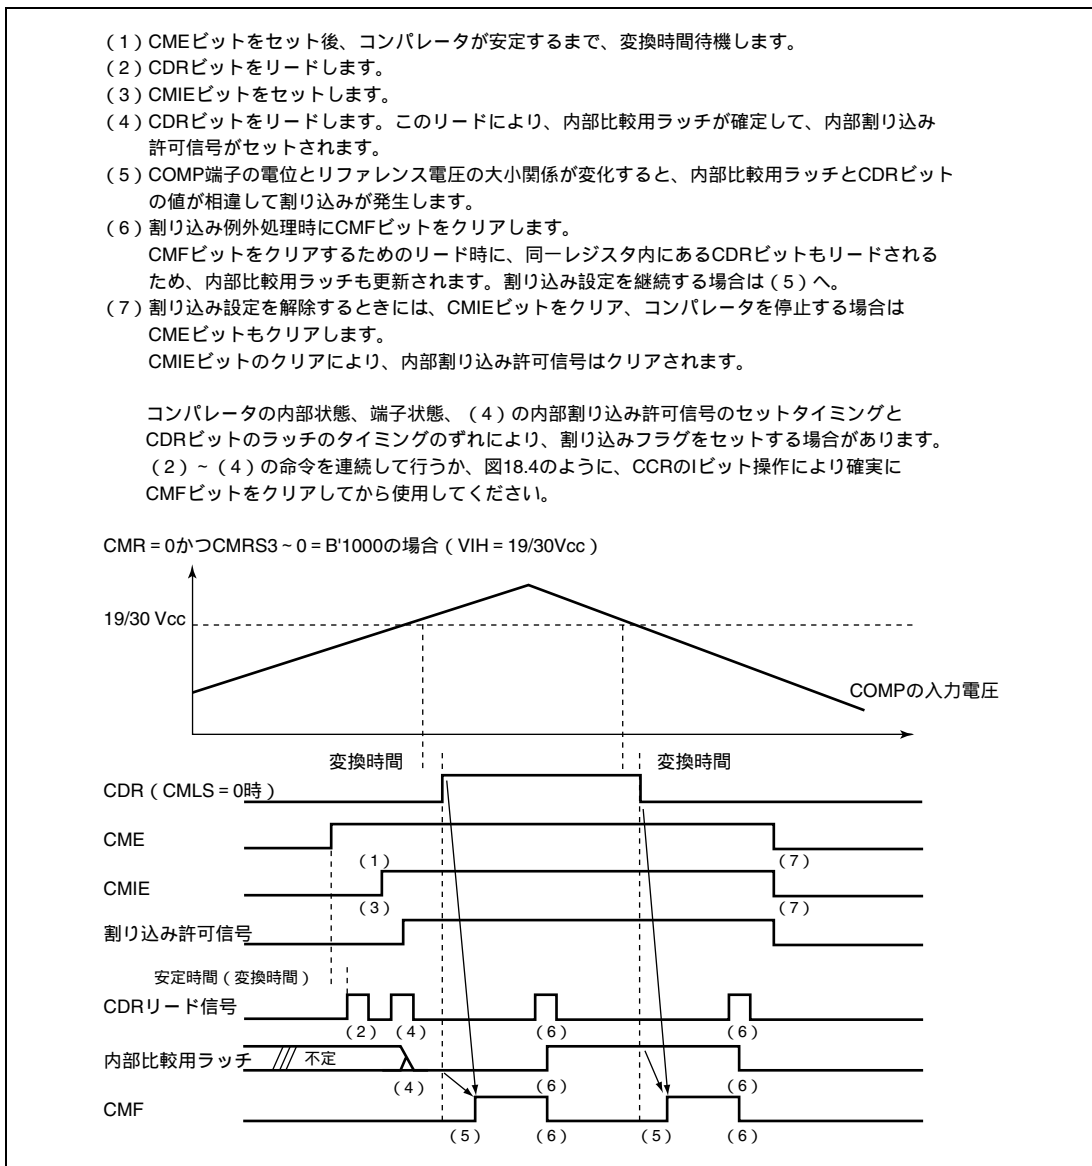 (1)CMEビットをセット後、コンパレータが安定するまで、変換時間待機します。
(2)CDRビットをリードします。
(3)CMIEビットをセットします。
(4)CDRビットをリードします。このリードにより、内部比較用ラッチが確定して、内部割り込み
許可信号がセットされます。
(5)COMP端子の電位とリファレンス電圧の大小関係が変化すると、内部比較用ラッチとCDRビット
の値が相違して割り込みが発生します。
(6)割り込み例外処理時にCMFビットをクリアします。
CMFビットをクリアするためのリード時に、同一レジスタ内にあるCDRビットもリードされる
ため、内部比較用ラッチも更新されます。割り込み設定を継続する場合は(5)へ。
(7)割り込み設定を解除するときには、CMIEビットをクリア、コンパレータを停止する場合は
CMEビットもクリアします。
CMIEビットのクリアにより、内部割り込み許可信号はクリアされます。
コンパレータの内部状態、端子状態、(4)の内部割り込み許可信号のセットタイミングと
CDRビットのラッチのタイミングのずれにより、割り込みフラグをセットする場合があります。
(2)~(4)の命令を連続して行うか、図18.4のように、CCRのIビット操作により確実に
CMFビットをクリアしてから使用してください。
CMR = 0かつCMRS3~0 = B'1000の場合(VIH = 19/30Vcc)
19/30 Vcc
COMPの入力電圧
変換時間 変換時間
CDR(CMLS = 0時)
CME
(1) (7)
CMIE
(3) (7)
割り込み許可信号
安定時間(変換時間)
CDRリード信号
(2) (4) (6) (6)
内部比較用ラッチ 不定
(4) (6) (6)
CMF
(5) (6) (5) (6)